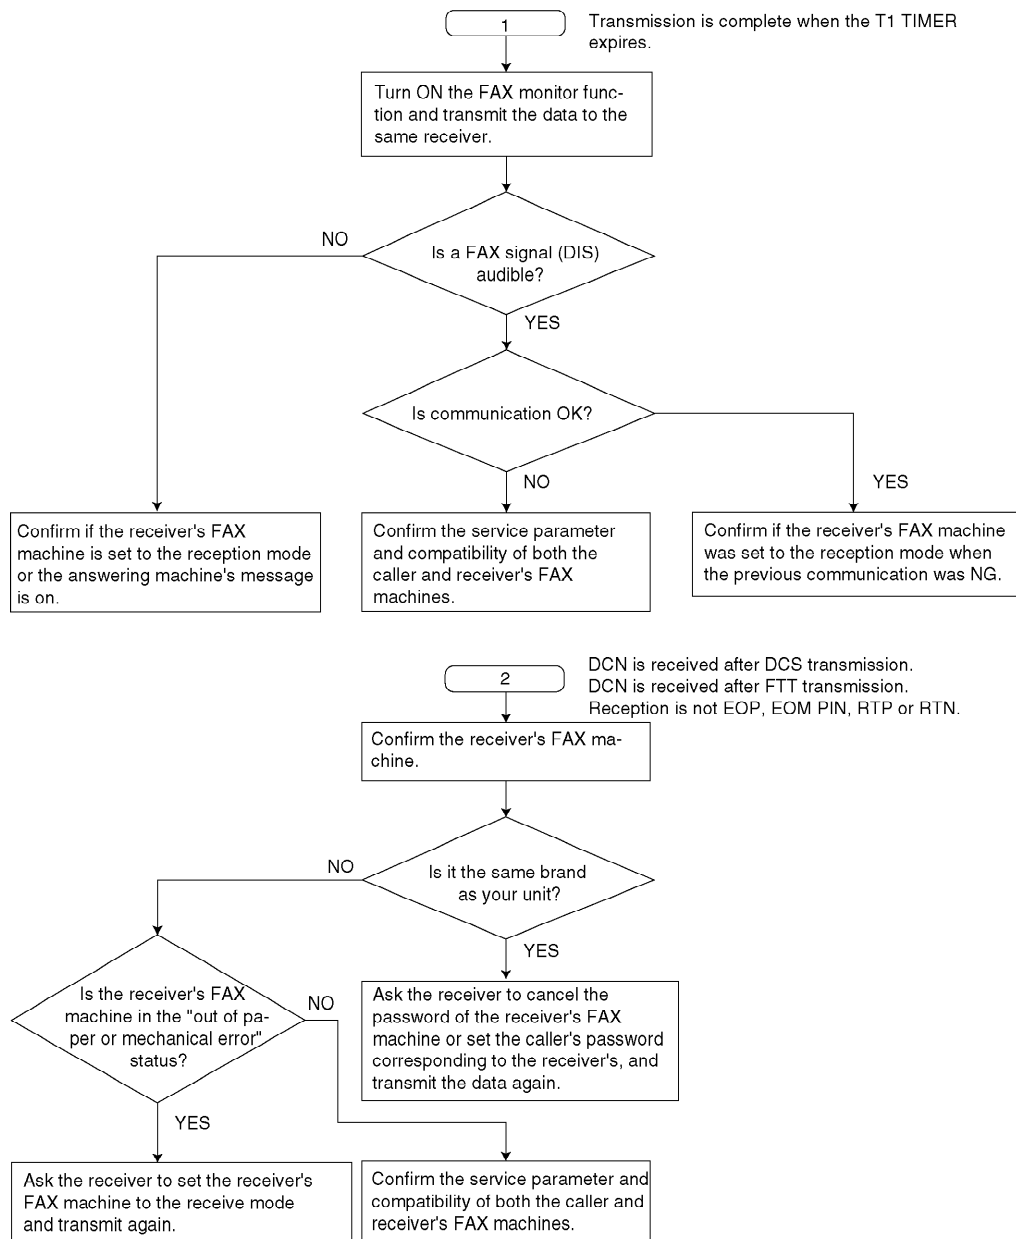 1
Transmission is complete when the T1 TIMER
expires.
Turn ON the FAX monitor func-
tion and transmit the data to the
same receiver.
NO
Is a FAX signal (DIS)
audible?
YES
Is communication OK?
NO
YES
Confirm if the receiver's FAX
machine is set to the reception mode
or the answering machine's message
is on.
Confirm the service parameter
and compatibility of both the
caller and receiver's FAX
machines.
Confirm if the receiver's FAX machine
was set to the reception mode when
the previous communication was NG.
2
DCN is received after DCS transmission.
DCN is received after FTT transmission.
Reception is not EOP, EOM PIN, RTP or RTN.
Confirm the receiver's FAX ma-
chine.
NO
Is it the same brand
as your unit?
YES
Is the receiver's FAX
machine in the "out of pa-
per or mechanical error"
status?
NO
YES
Ask the receiver to cancel the
password of the receiver's FAX
machine or set the caller's password
corresponding to the receiver's, and
transmit the data again.
Ask the receiver to set the receiver's
FAX machine to the receive mode
and transmit again.
Confirm the service parameter and
compatibility of both the caller and
receiver's FAX machines.